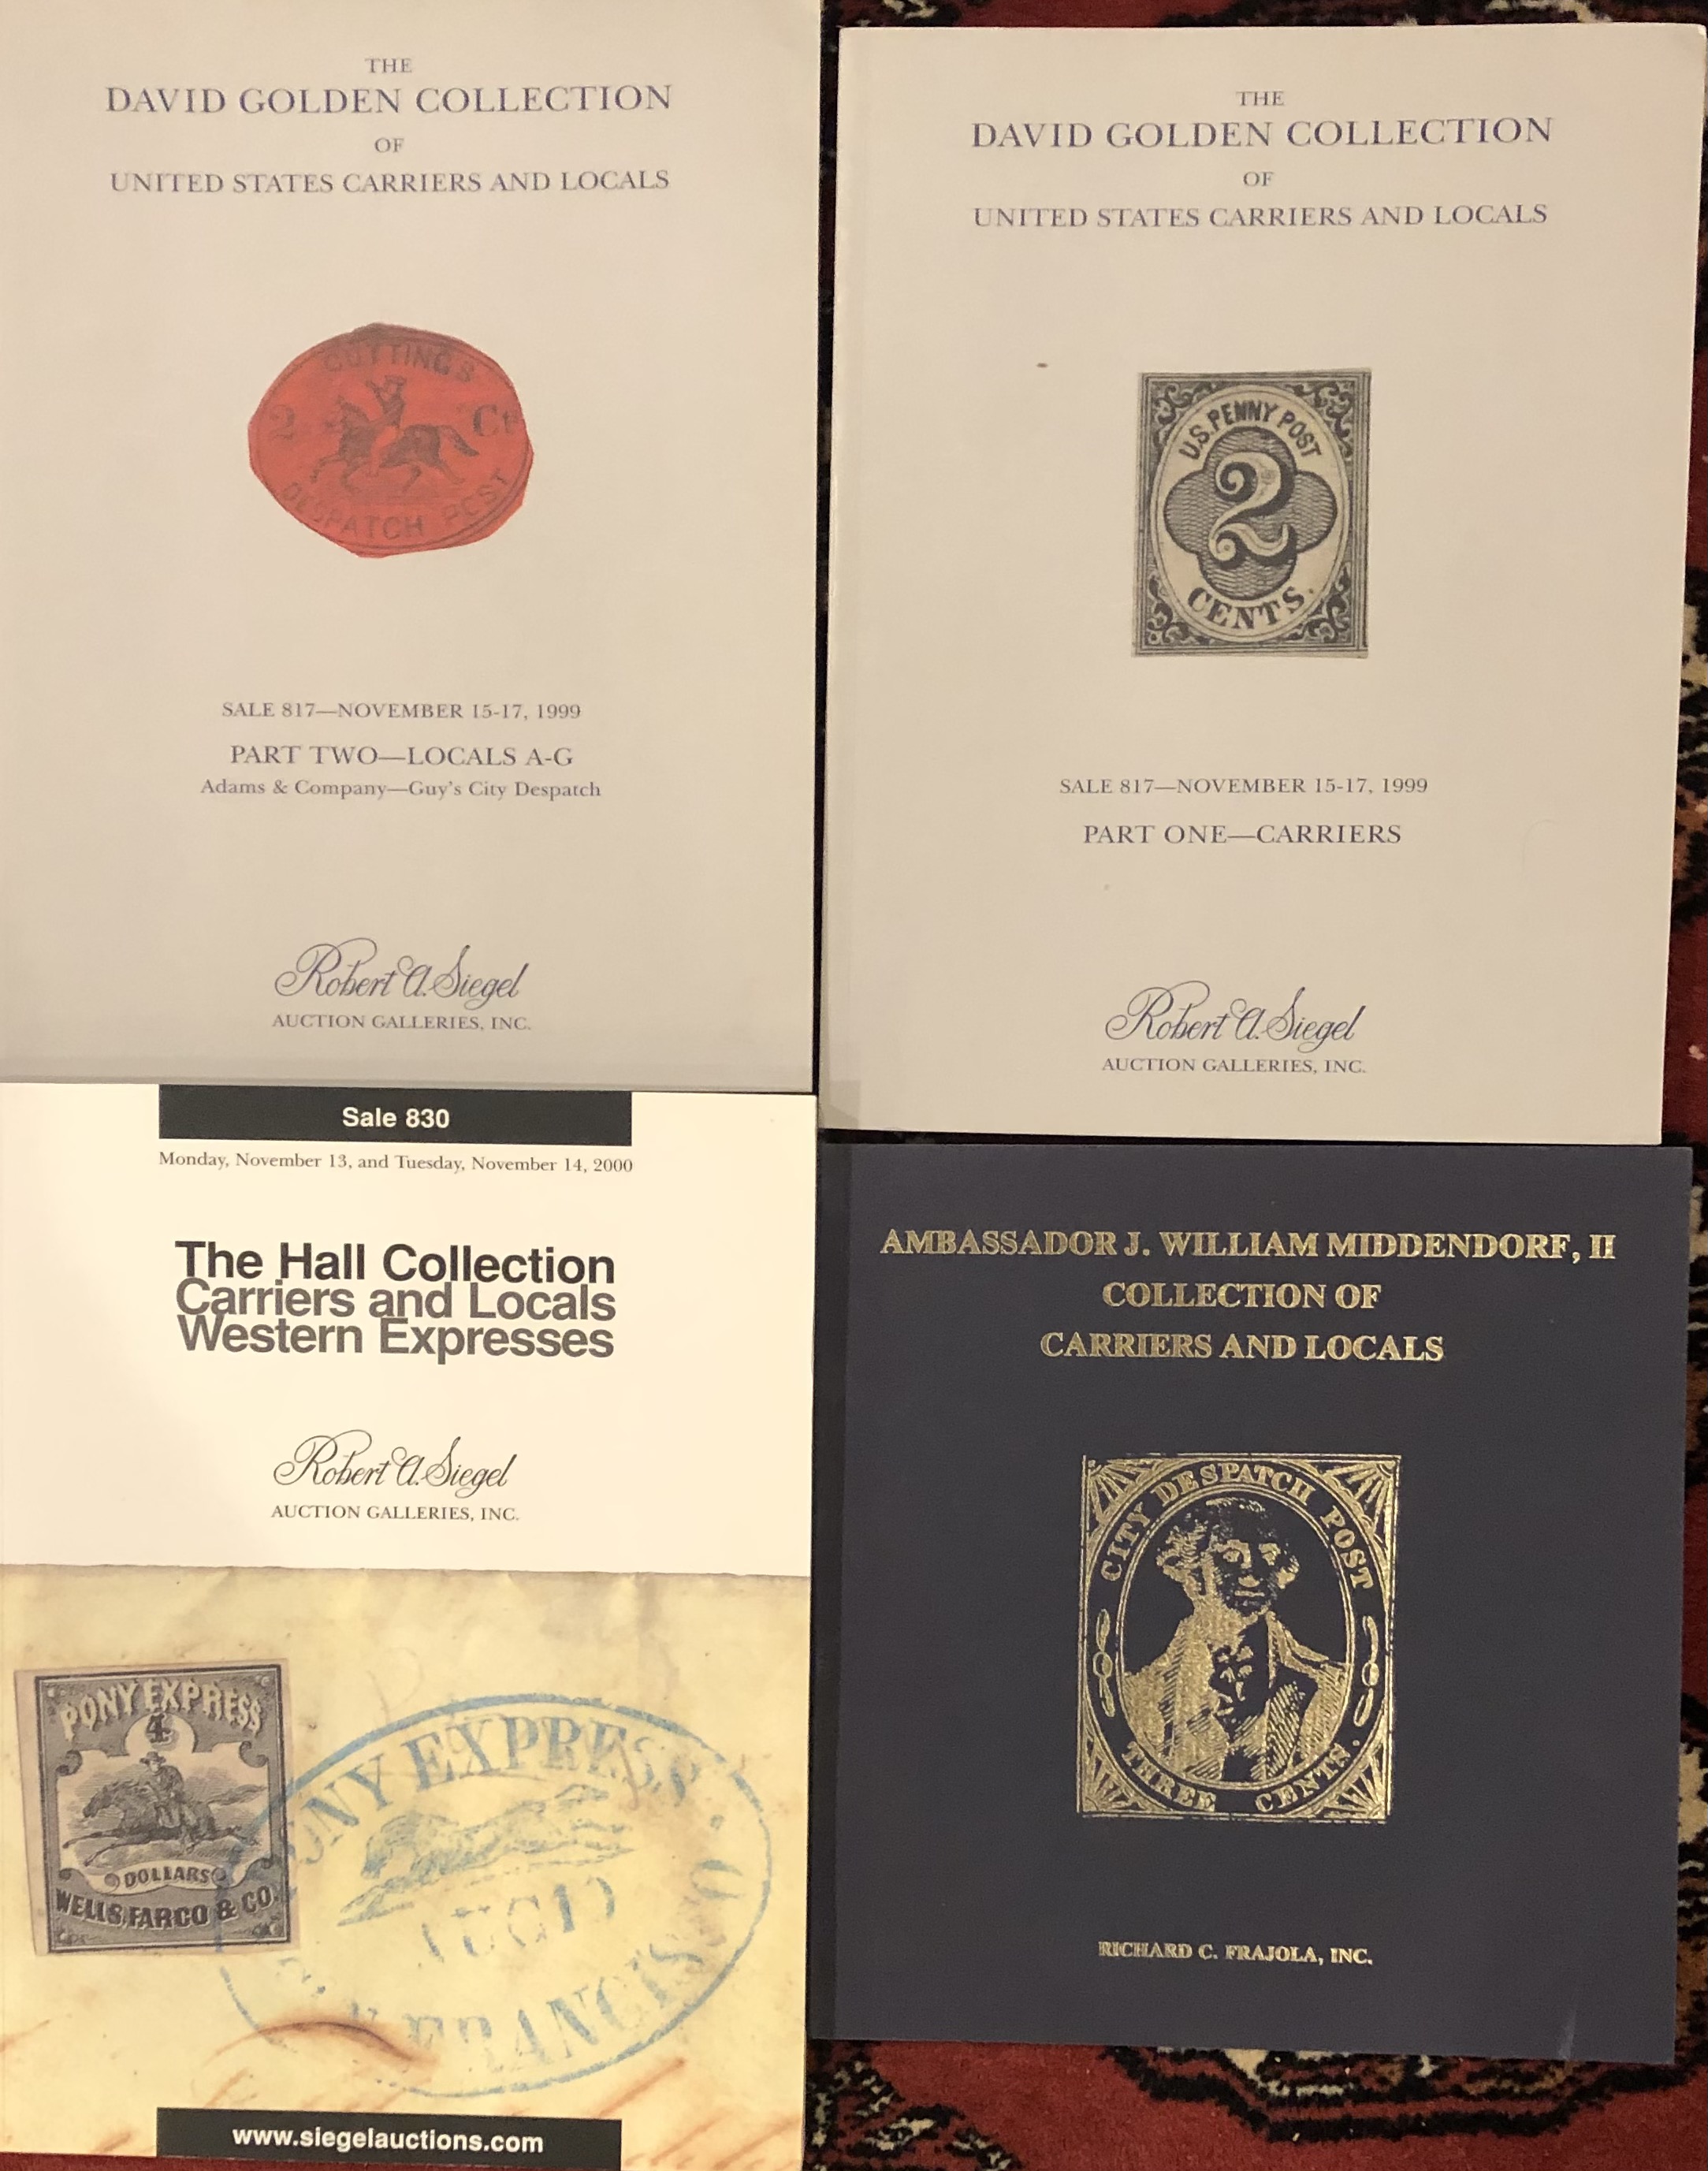 THE
DAVID GOLDEN COLLECTION
OF
UNITED STATES CARRIERS AND LOCALS
CUTTINGS
2 Ct
DESPATCH POST
SALE 817—NOVEMBER 15-17, 1999
PART TWO—LOCALS A-G
Adams & Company—Guy's City Despatch
Robert A. Siegel
AUCTION GALLERIES, INC.
THE
DAVID GOLDEN COLLECTION
OF
UNITED STATES CARRIERS AND LOCALS
U.S. PENNY POST
2
CENTS.
SALE 817—NOVEMBER 15-17, 1999
PART ONE—CARRIERS
Robert A. Siegel
AUCTION GALLERIES, INC.
Sale 830
Monday, November 13, and Tuesday, November 14, 2000
The Hall Collection
Carriers and Locals
Western Expresses
Robert A. Siegel
AUCTION GALLERIES, INC.
PONY EXPRESS
4
DOLLARS
WELLS, FARGO & CO.
PONY EXPRESS
AUG
FRANCIS
www.siegelauctions.com
AMBASSADOR J. WILLIAM MIDDENDORF, II
COLLECTION OF
CARRIERS AND LOCALS
CITY DESPATCH POST
THREE CENTS.
RICHARD C. FRAJOLA, INC.